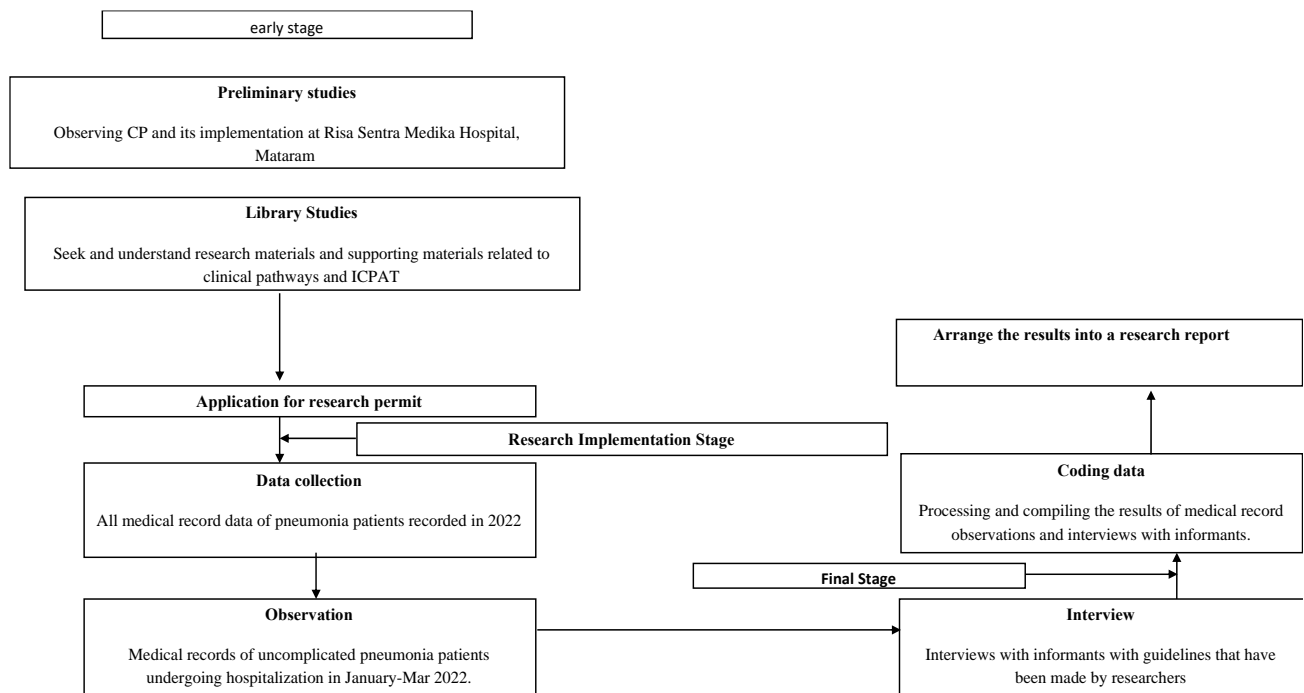 early stage
Preliminary studies
Observing CP and its implementation at Risa Sentra Medika Hospital,
Mataram
Library Studies
Seek and understand research materials and supporting materials related to
clinical pathways and ICPAT
Application for research permit
Research Implementation Stage
Data collection
All medical record data of pneumonia patients recorded in 2022
Observation
Medical records of uncomplicated pneumonia patients
undergoing hospitalization in January-Mar 2022.
Interview
Interviews with informants with guidelines that have
been made by researchers
Final Stage
Coding data
Processing and compiling the results of medical record
observations and interviews with informants.
Arrange the results into a research report